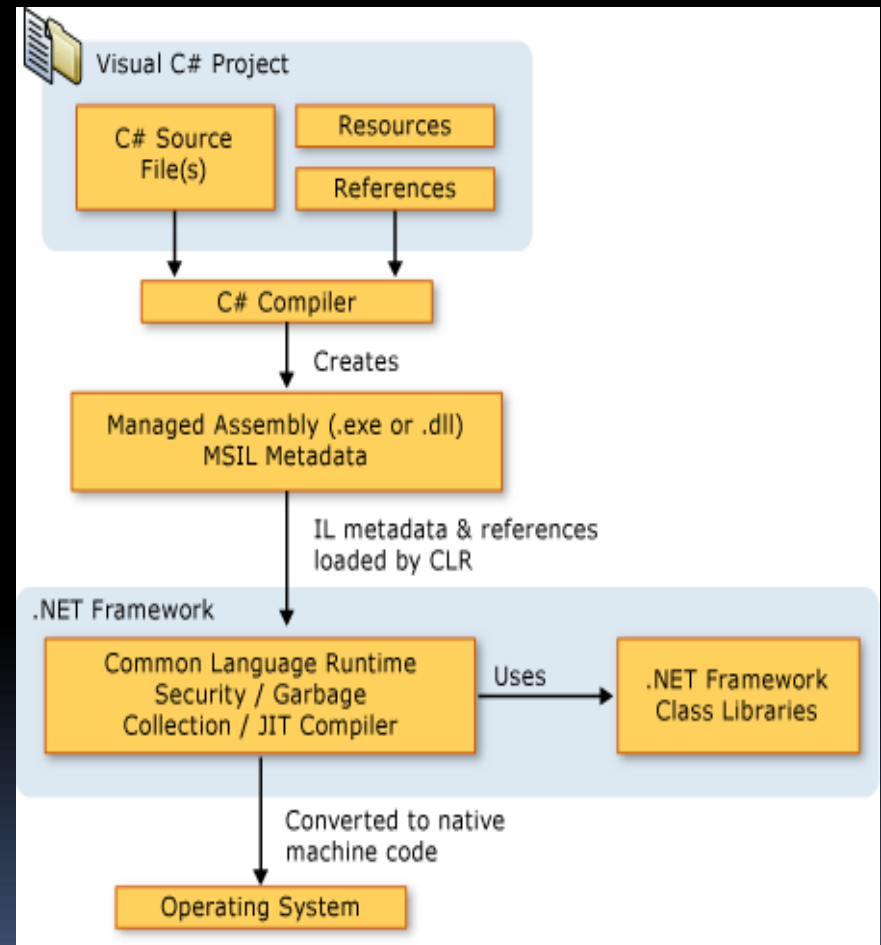 Visual C# Project
C# Source
File(s)
Resources
References
C# Compiler
Creates
Managed Assembly (.exe or .dll)
MSIL Metadata
IL metadata & references
loaded by CLR
.NET Framework
Common Language Runtime
Security / Garbage
Collection / JIT Compiler
Uses
.NET Framework
Class Libraries
Converted to native
machine code
Operating System